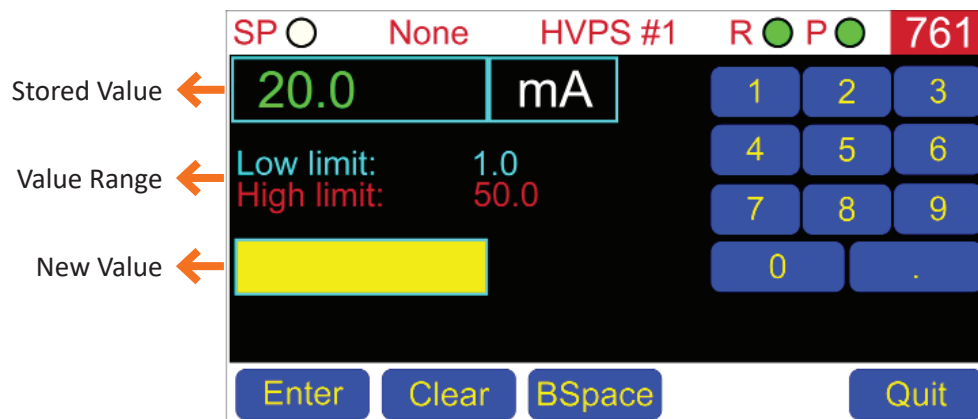 SP None HVPS #1 R P 761
Stored Value 20.0 mA 1 2 3
4 5 6
Value Range Low limit: 1.0
High limit: 50.0
7 8 9
New Value 0 .
Enter Clear BSpace Quit